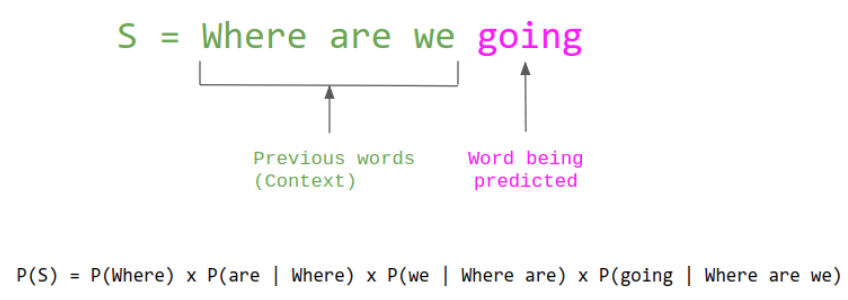 S = Where are we going
Previous words
(Context)
Word being
predicted
P(S) = P(Where) x P(are | Where) x P(we | Where are) x P(going | Where are we)